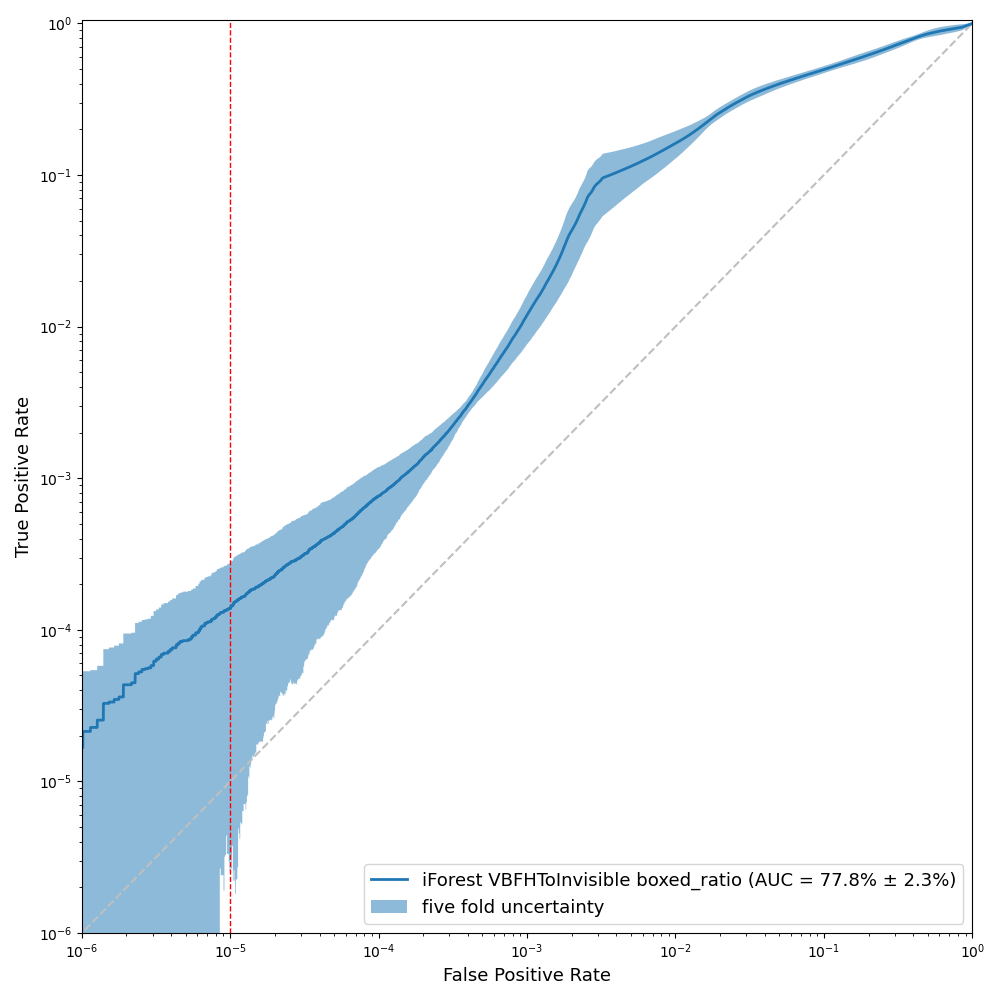 10⁰
10⁻¹
10⁻²
10⁻³
10⁻⁴
10⁻⁵
10⁻⁶
True Positive Rate
iForest VBFHToInvisible boxed_ratio (AUC = 77.8% ± 2.3%)
five fold uncertainty
10⁻⁶ 10⁻⁵ 10⁻⁴ 10⁻³ 10⁻² 10⁻¹ 10⁰
False Positive Rate